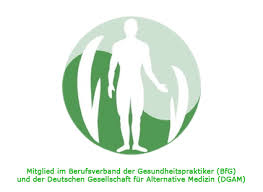 Mitglied im Berufsverband der Gesundheitspraktiker (BfG)
und der Deutschen Gesellschaft für Alternative Medizin (DGAM)